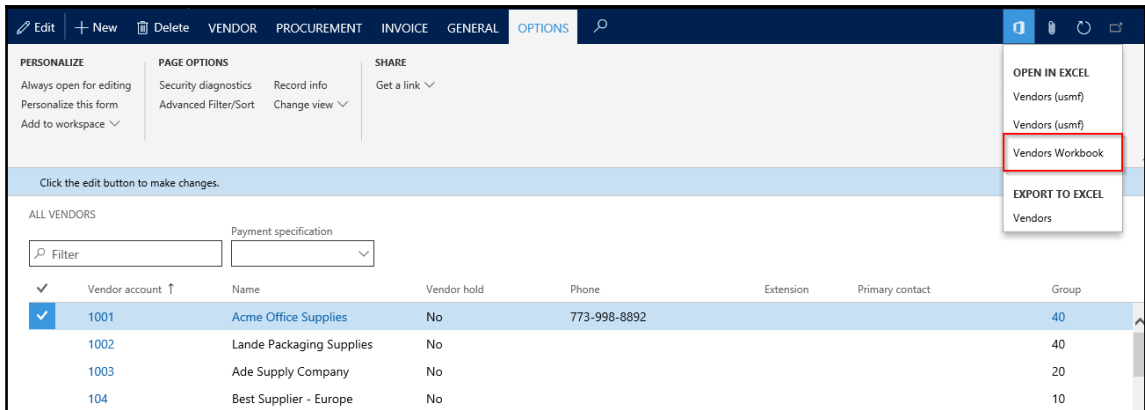 Edit + New Delete VENDOR PROCUREMENT INVOICE GENERAL OPTIONS
PERSONALIZE PAGE OPTIONS SHARE
Always open for editing Security diagnostics Record info Get a link
Personalize this form Advanced Filter/Sort Change view
Add to workspace
OPEN IN EXCEL
Vendors (usmf)
Vendors (usmf)
Vendors Workbook
EXPORT TO EXCEL
Vendors
Click the edit button to make changes.
ALL VENDORS
Payment specification
Filter
Vendor account ↑ Name Vendor hold Phone Extension Primary contact Group
1001 Acme Office Supplies No 773-998-8892 40
1002 Lande Packaging Supplies No 40
1003 Ade Supply Company No 20
104 Best Supplier - Europe No 10